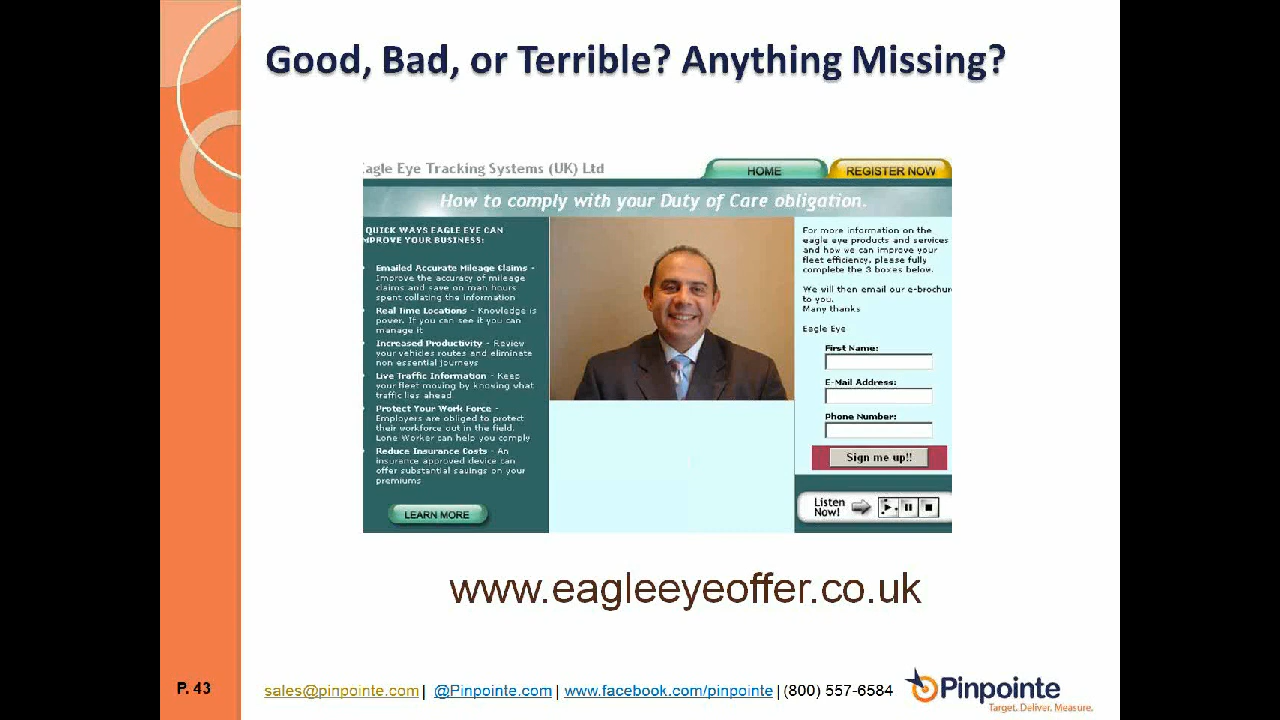 Good, Bad, or Terrible? Anything Missing?
Eagle Eye Tracking Systems (UK) Ltd
HOME
REGISTER NOW
How to comply with your Duty of Care obligation.
QUICK WAYS EAGLE EYE CAN
IMPROVE YOUR BUSINESS:
Emailed Accurate Mileage Claims -
Improve the accuracy of mileage
claims and save on man hours
spent collating the information
Real Time Locations - Knowledge is
power. If you can see it you can
manage it
Increased Productivity - Review
your vehicles routes and eliminate
non essential journeys
Live Traffic Information - Keep
your fleet moving by knowing what
traffic lies ahead
Protect Your Work Force -
Employers are obliged to protect
their workforce out in the field.
Lone Worker can help you comply
Reduce Insurance Costs - An
insurance approved device can
offer substantial savings on your
premiums
LEARN MORE
For more information on the
eagle eye products and services
and how we can improve your
fleet efficiency, please fully
complete the 3 boxes below.
We will then email our e-brochure
to you.
Many thanks
Eagle Eye
First Name:
E-Mail Address:
Phone Number:
Sign me up!!
Listen
Now!
www.eagleeyeoffer.co.uk
P. 43
sales@pinpointe.com | @Pinpointe.com | www.facebook.com/pinpointe | (800) 557-6584
Pinpointe
Target. Deliver. Measure.